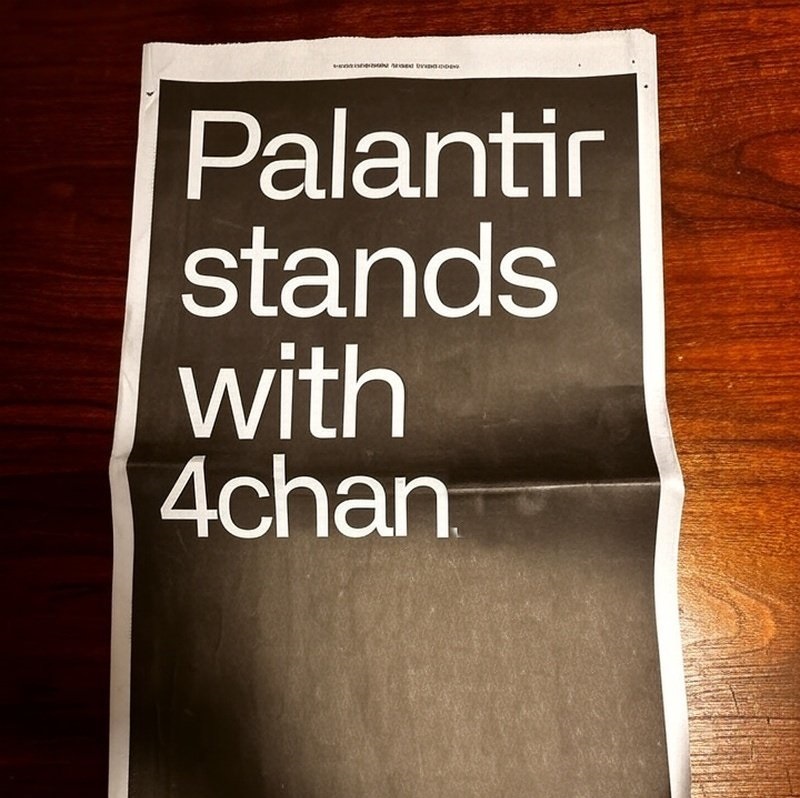 Palantir
stands
with
4chan